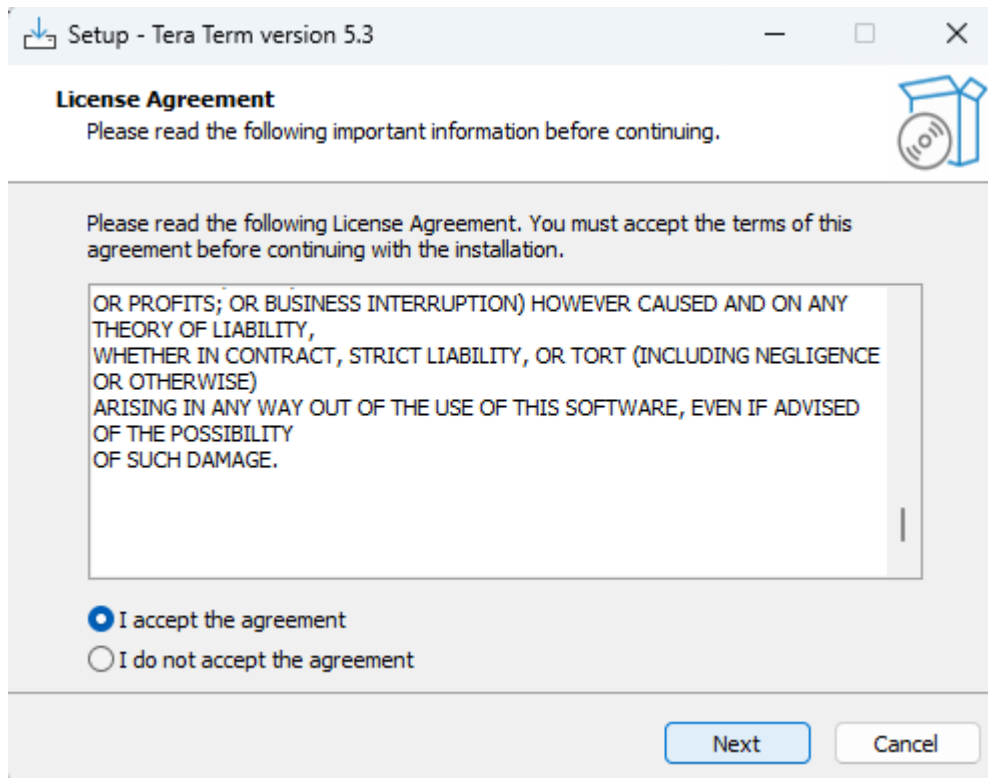 Setup - Tera Term version 5.3
License Agreement
Please read the following important information before continuing.
Please read the following License Agreement. You must accept the terms of this
agreement before continuing with the installation.
OR PROFITS; OR BUSINESS INTERRUPTION) HOWEVER CAUSED AND ON ANY
THEORY OF LIABILITY,
WHETHER IN CONTRACT, STRICT LIABILITY, OR TORT (INCLUDING NEGLIGENCE
OR OTHERWISE)
ARISING IN ANY WAY OUT OF THE USE OF THIS SOFTWARE, EVEN IF ADVISED
OF THE POSSIBILITY
OF SUCH DAMAGE.
I accept the agreement
I do not accept the agreement
Next
Cancel